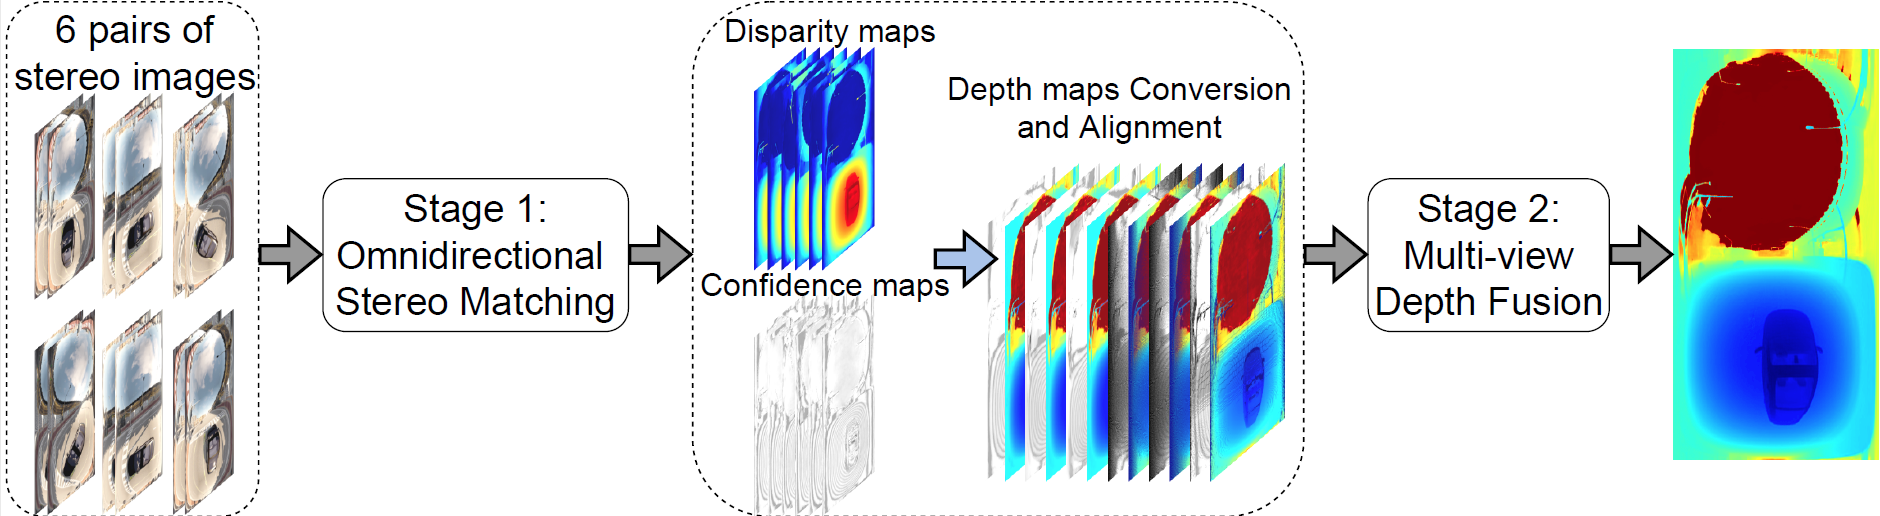 6 pairs of
stereo images
Stage 1:
Omnidirectional
Stereo Matching
Disparity maps
Confidence maps
Depth maps Conversion
and Alignment
Stage 2:
Multi-view
Depth Fusion